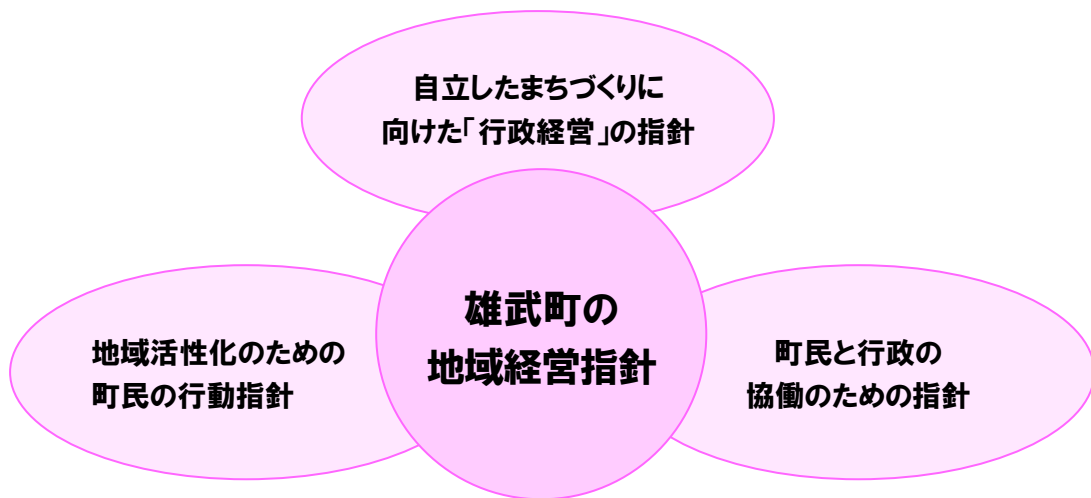 自立したまちづくりに
向けた「行政経営」の指針
雄武町の
地域経営指針
地域活性化のための
町民の行動指針
町民と行政の
協働のための指針